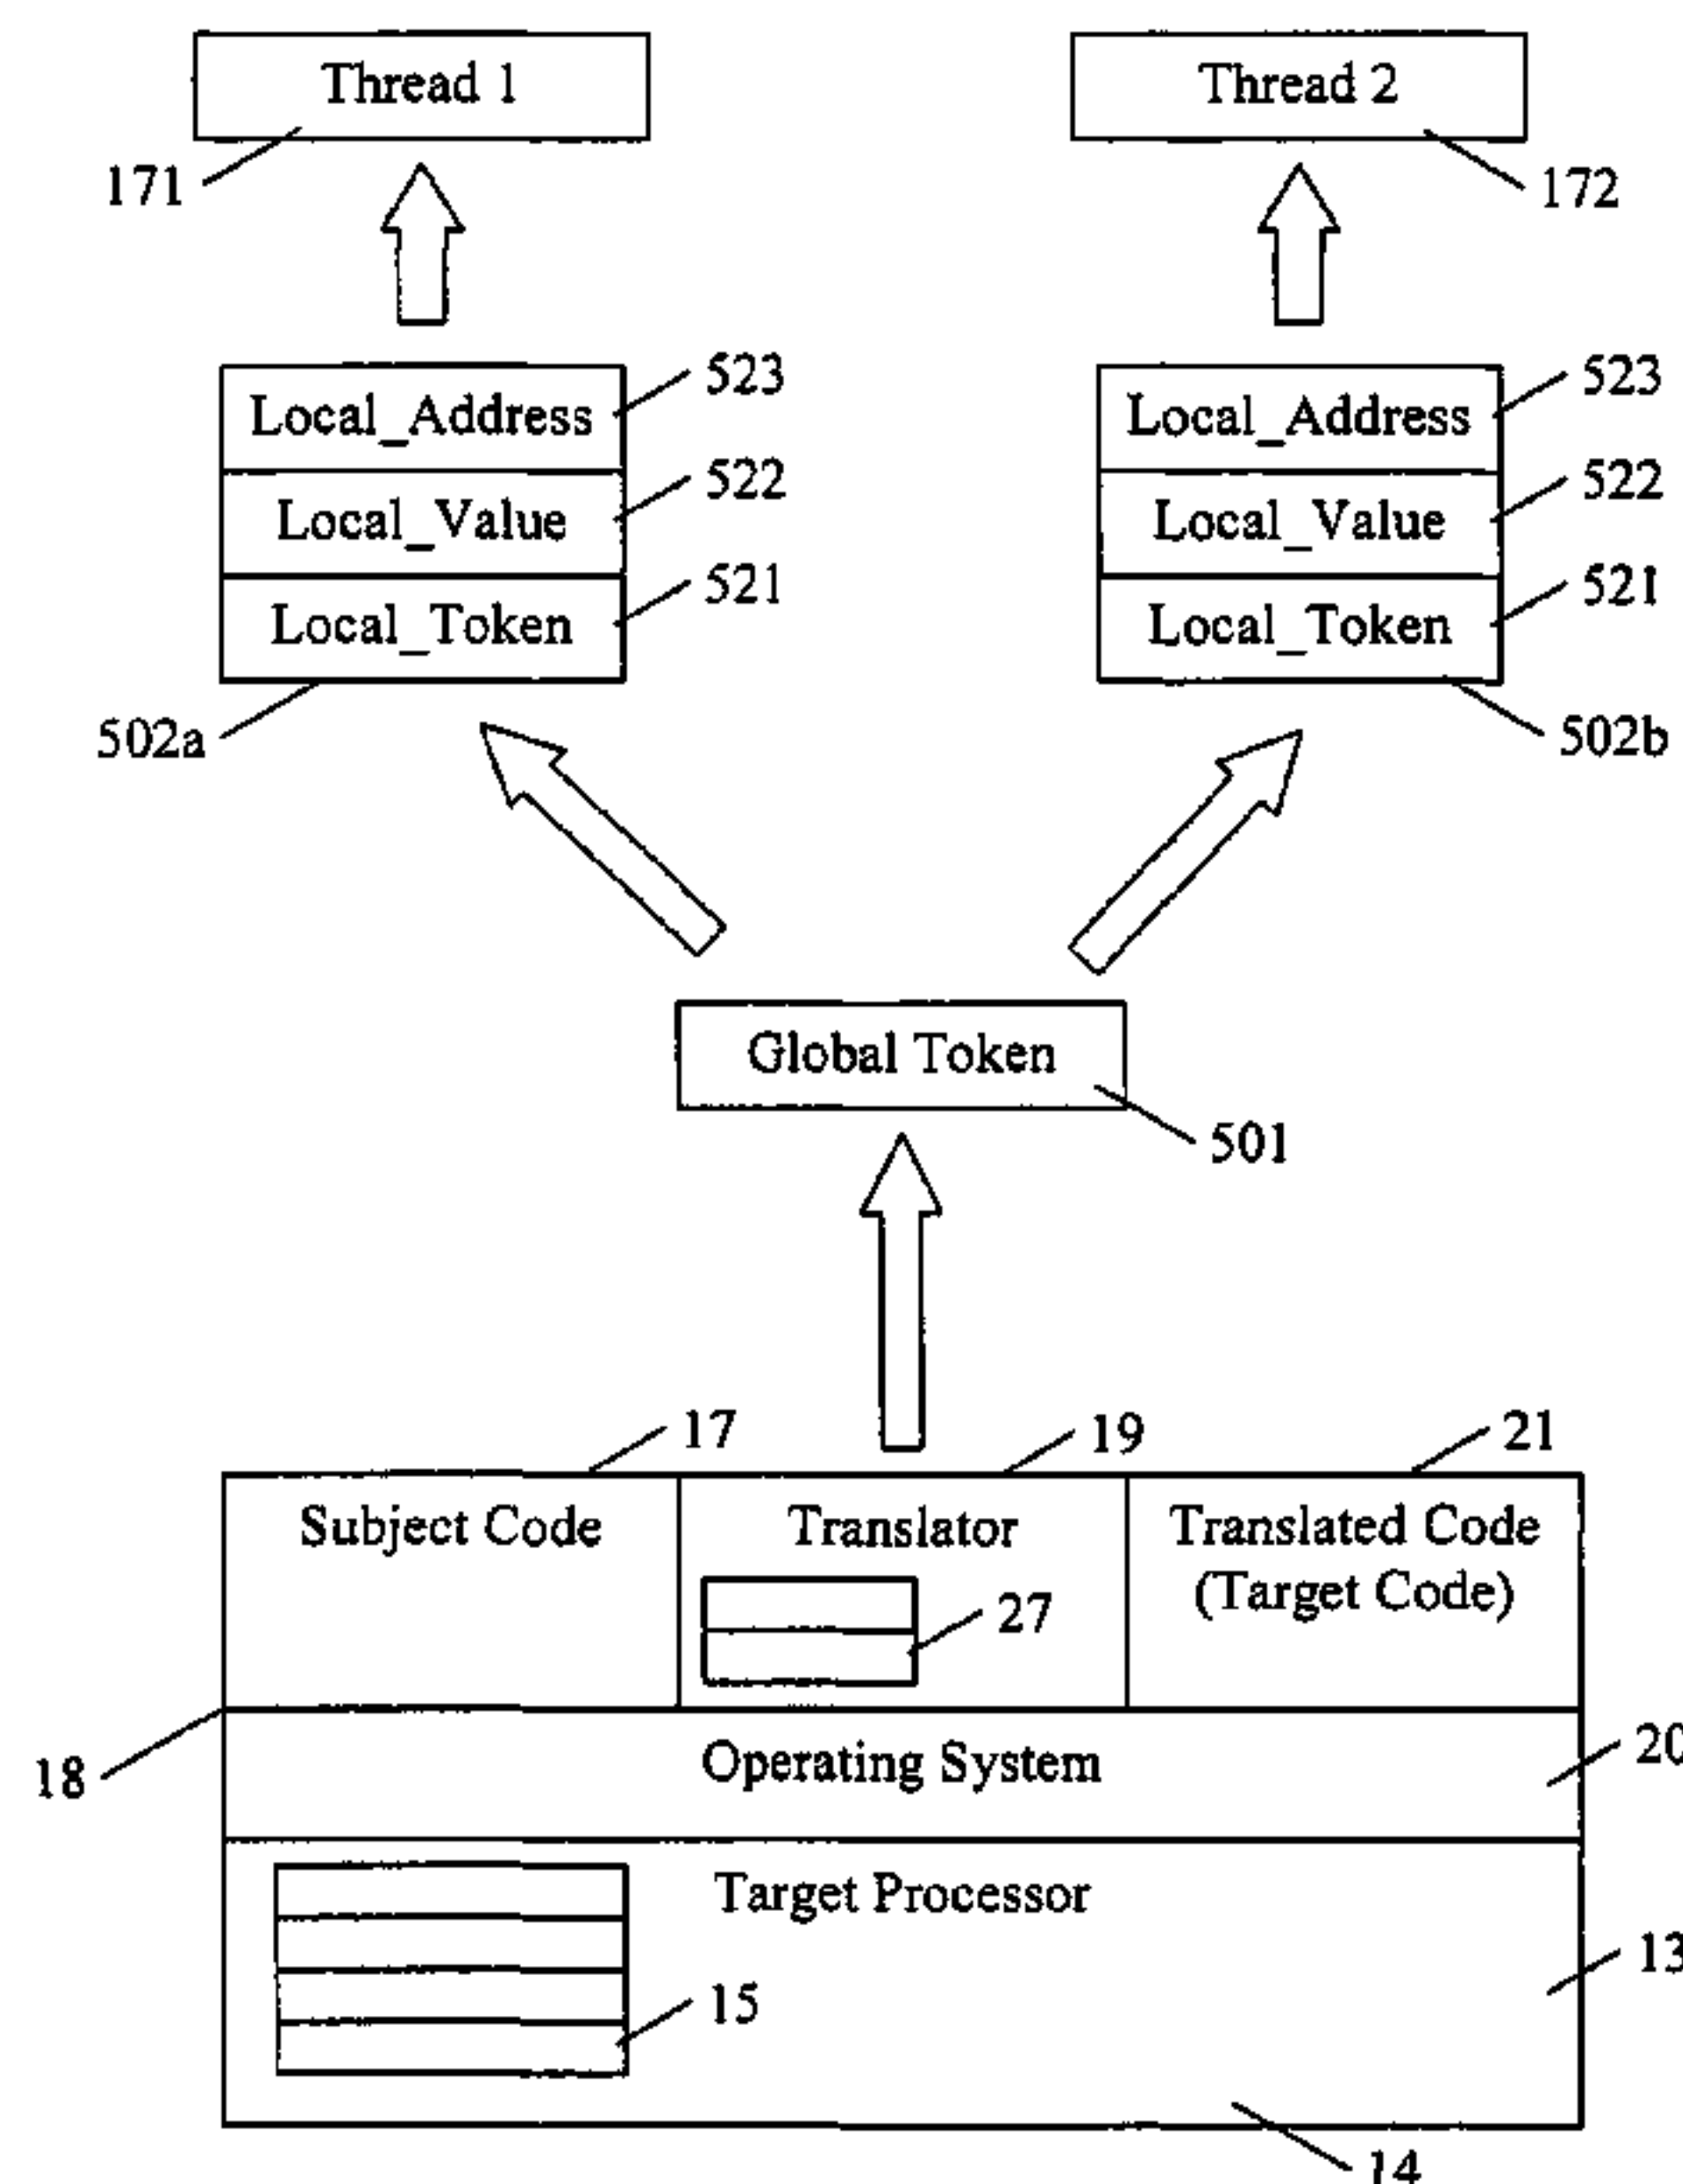 Thread 1
Thread 2
171
172
Local_Address
523
Local_Address
523
Local_Value
522
Local_Value
522
Local_Token
521
Local_Token
521
502a
502b
Global Token
501
17
19
21
Subject Code
Translator
Translated Code
(Target Code)
27
18
Operating System
20
Target Processor
13
15
14